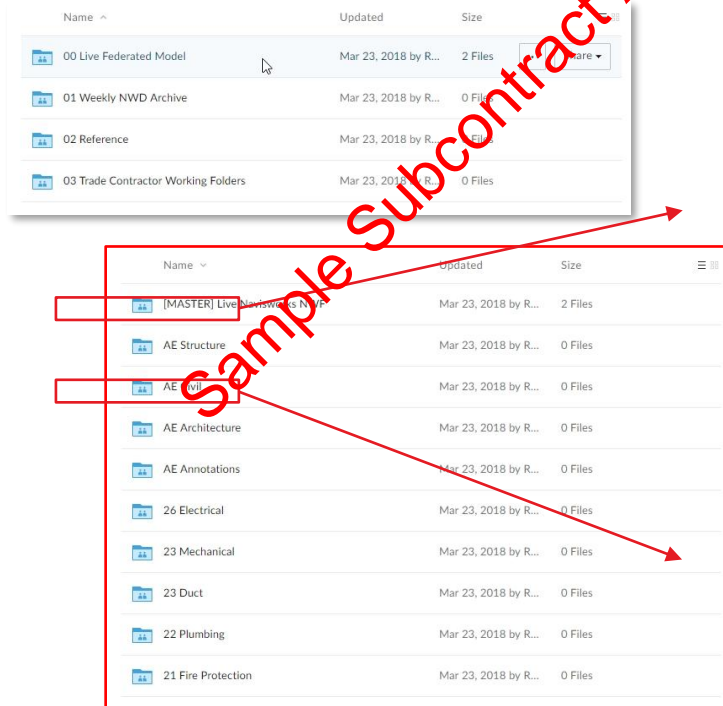 Name Updated Size
00 Live Federated Model Mar 23, 2018 by R... 2 Files
01 Weekly NWD Archive Mar 23, 2018 by R... 0 Files
02 Reference Mar 23, 2018 by R... Files
03 Trade Contractor Working Folders Mar 23, 2018 by R... 0 Files
Sample Subcontract
Name Updated Size
[MASTER] Live Navisworks NWF Mar 23, 2018 by R... 2 Files
AE Structure Mar 23, 2018 by R... 0 Files
AE Civil Mar 23, 2018 by R... 0 Files
AE Architecture Mar 23, 2018 by R... 0 Files
AE Annotations Mar 23, 2018 by R... 0 Files
26 Electrical Mar 23, 2018 by R... 0 Files
23 Mechanical Mar 23, 2018 by R... 0 Files
23 Duct Mar 23, 2018 by R... 0 Files
22 Plumbing Mar 23, 2018 by R... 0 Files
21 Fire Protection Mar 23, 2018 by R... 0 Files